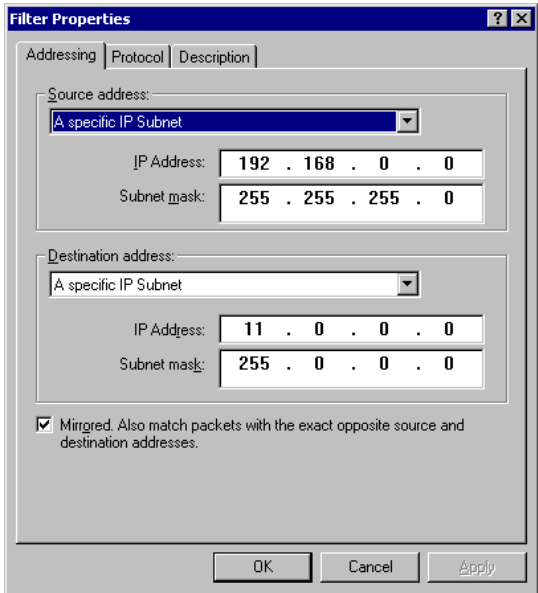 Filter Properties
Addressing Protocol Description
Source address:
A specific IP Subnet
IP Address: 192 . 168 . 0 . 0
Subnet mask: 255 . 255 . 255 . 0
Destination address:
A specific IP Subnet
IP Address: 11 . 0 . 0 . 0
Subnet mask: 255 . 0 . 0 . 0
Mirrored. Also match packets with the exact opposite source and
destination addresses.
OK Cancel Apply